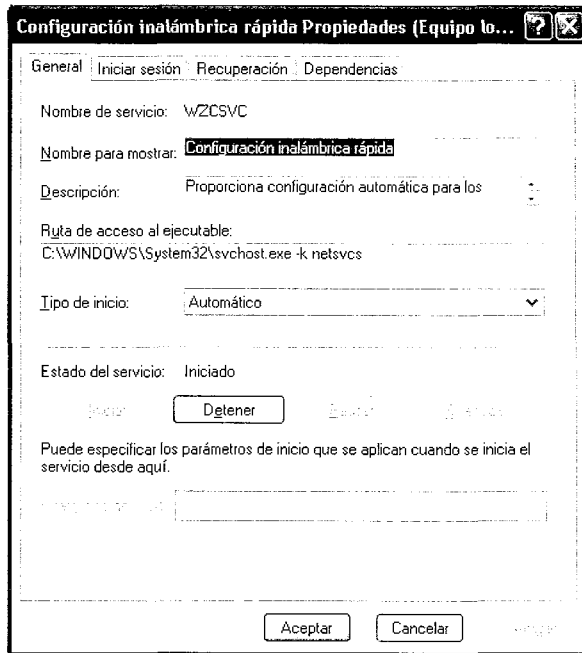 Configuración inalámbrica rápida Propiedades (Equipo lo...
General Iniciar sesión Recuperación Dependencias
Nombre de servicio: WZCSVC
Nombre para mostrar: Configuración inalámbrica rápida
Descripción: Proporciona configuración automática para los
Ruta de acceso al ejecutable:
C:\WINDOWS\System32\svchost.exe -k netsvcs
Tipo de inicio: Automático
Estado del servicio: Iniciado
Detener
Puede especificar los parámetros de inicio que se aplican cuando se inicia el
servicio desde aquí.
Aceptar Cancelar